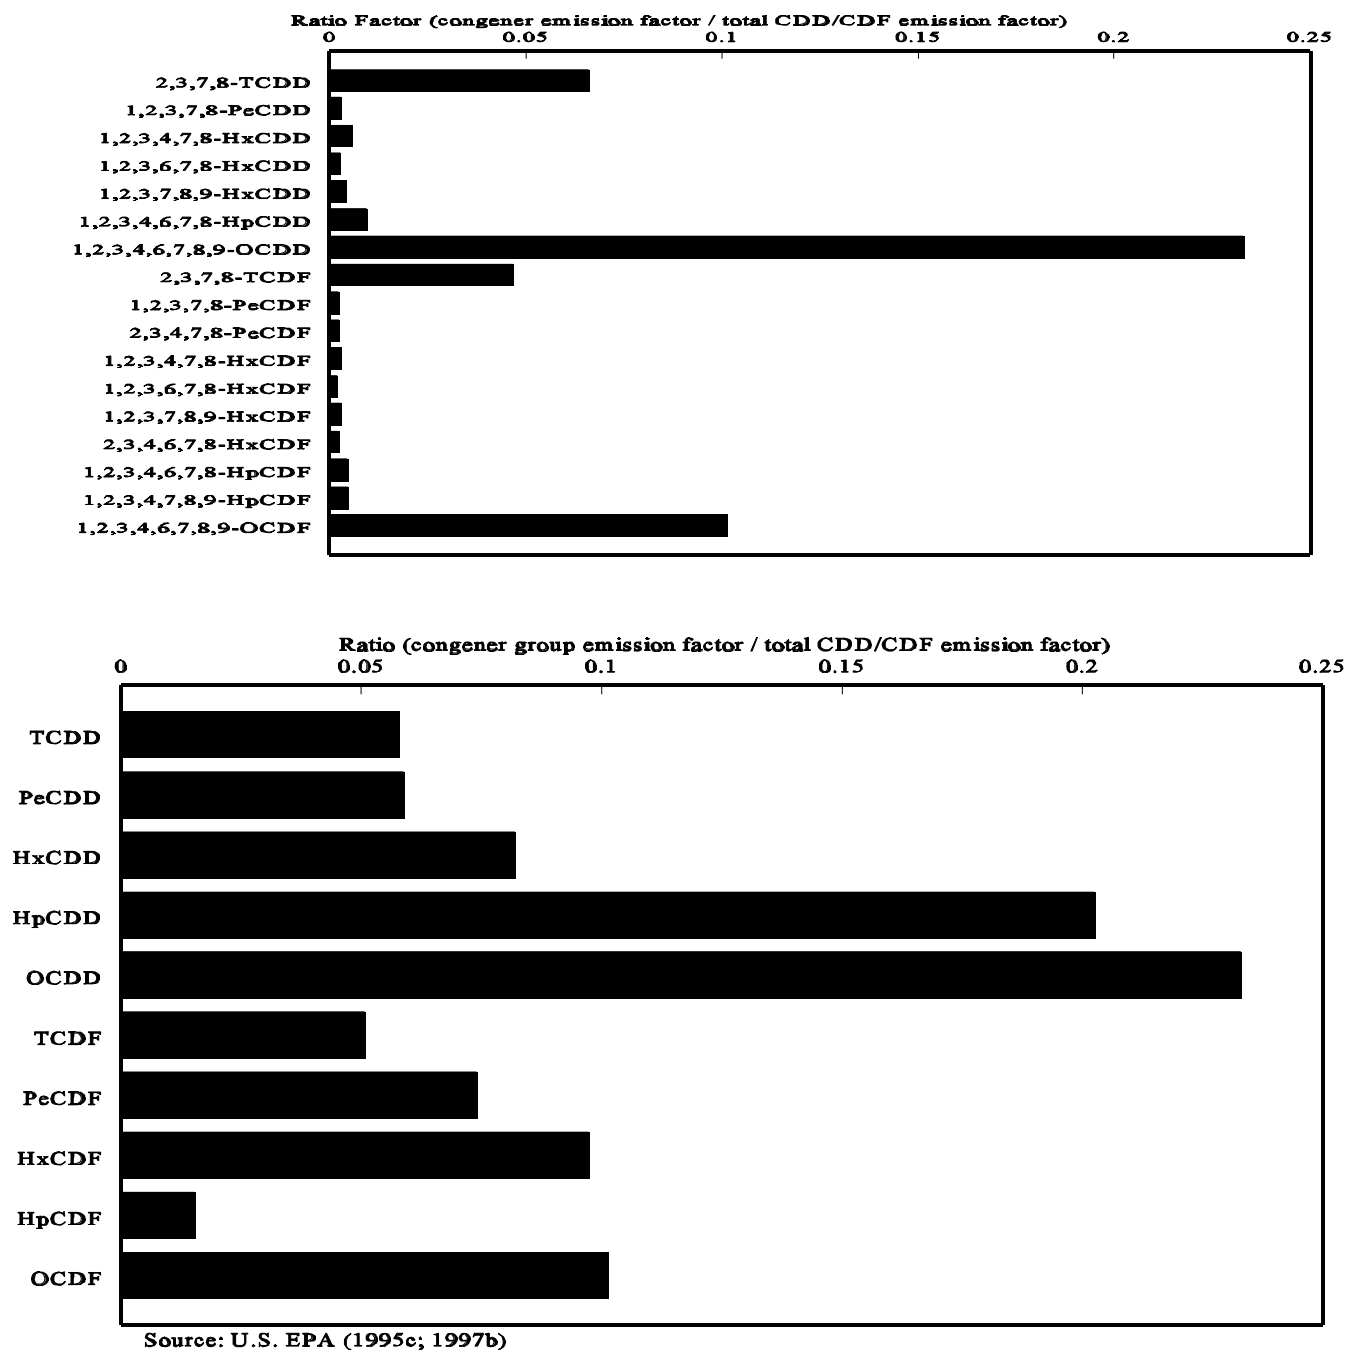 Ratio Factor (congener emission factor / total CDD/CDF emission factor)
0 0.05 0.1 0.15 0.2 0.25
2,3,7,8-TCDD
1,2,3,7,8-PeCDD
1,2,3,4,7,8-HxCDD
1,2,3,6,7,8-HxCDD
1,2,3,7,8,9-HxCDD
1,2,3,4,6,7,8-HpCDD
1,2,3,4,6,7,8,9-OCDD
2,3,7,8-TCDF
1,2,3,7,8-PeCDF
2,3,4,7,8-PeCDF
1,2,3,4,7,8-HxCDF
1,2,3,6,7,8-HxCDF
1,2,3,7,8,9-HxCDF
2,3,4,6,7,8-HxCDF
1,2,3,4,6,7,8-HpCDF
1,2,3,4,7,8,9-HpCDF
1,2,3,4,6,7,8,9-OCDF
Ratio (congener group emission factor / total CDD/CDF emission factor)
0 0.05 0.1 0.15 0.2 0.25
TCDD
PeCDD
HxCDD
HpCDD
OCDD
TCDF
PeCDF
HxCDF
HpCDF
OCDF
Source: U.S. EPA (1995c; 1997b)